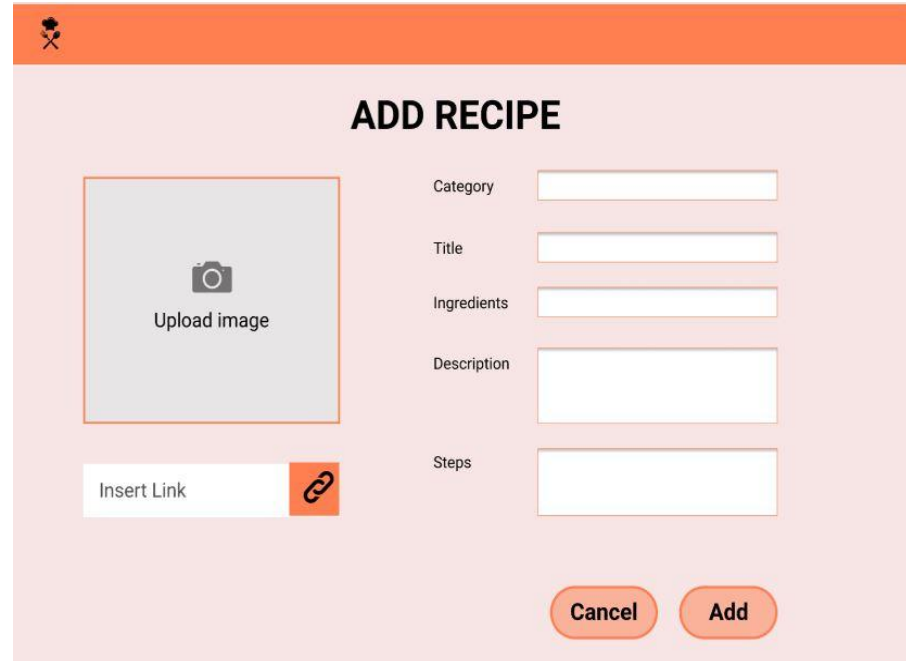 ADD RECIPE
Upload image
Insert Link
Category
Title
Ingredients
Description
Steps
Cancel
Add